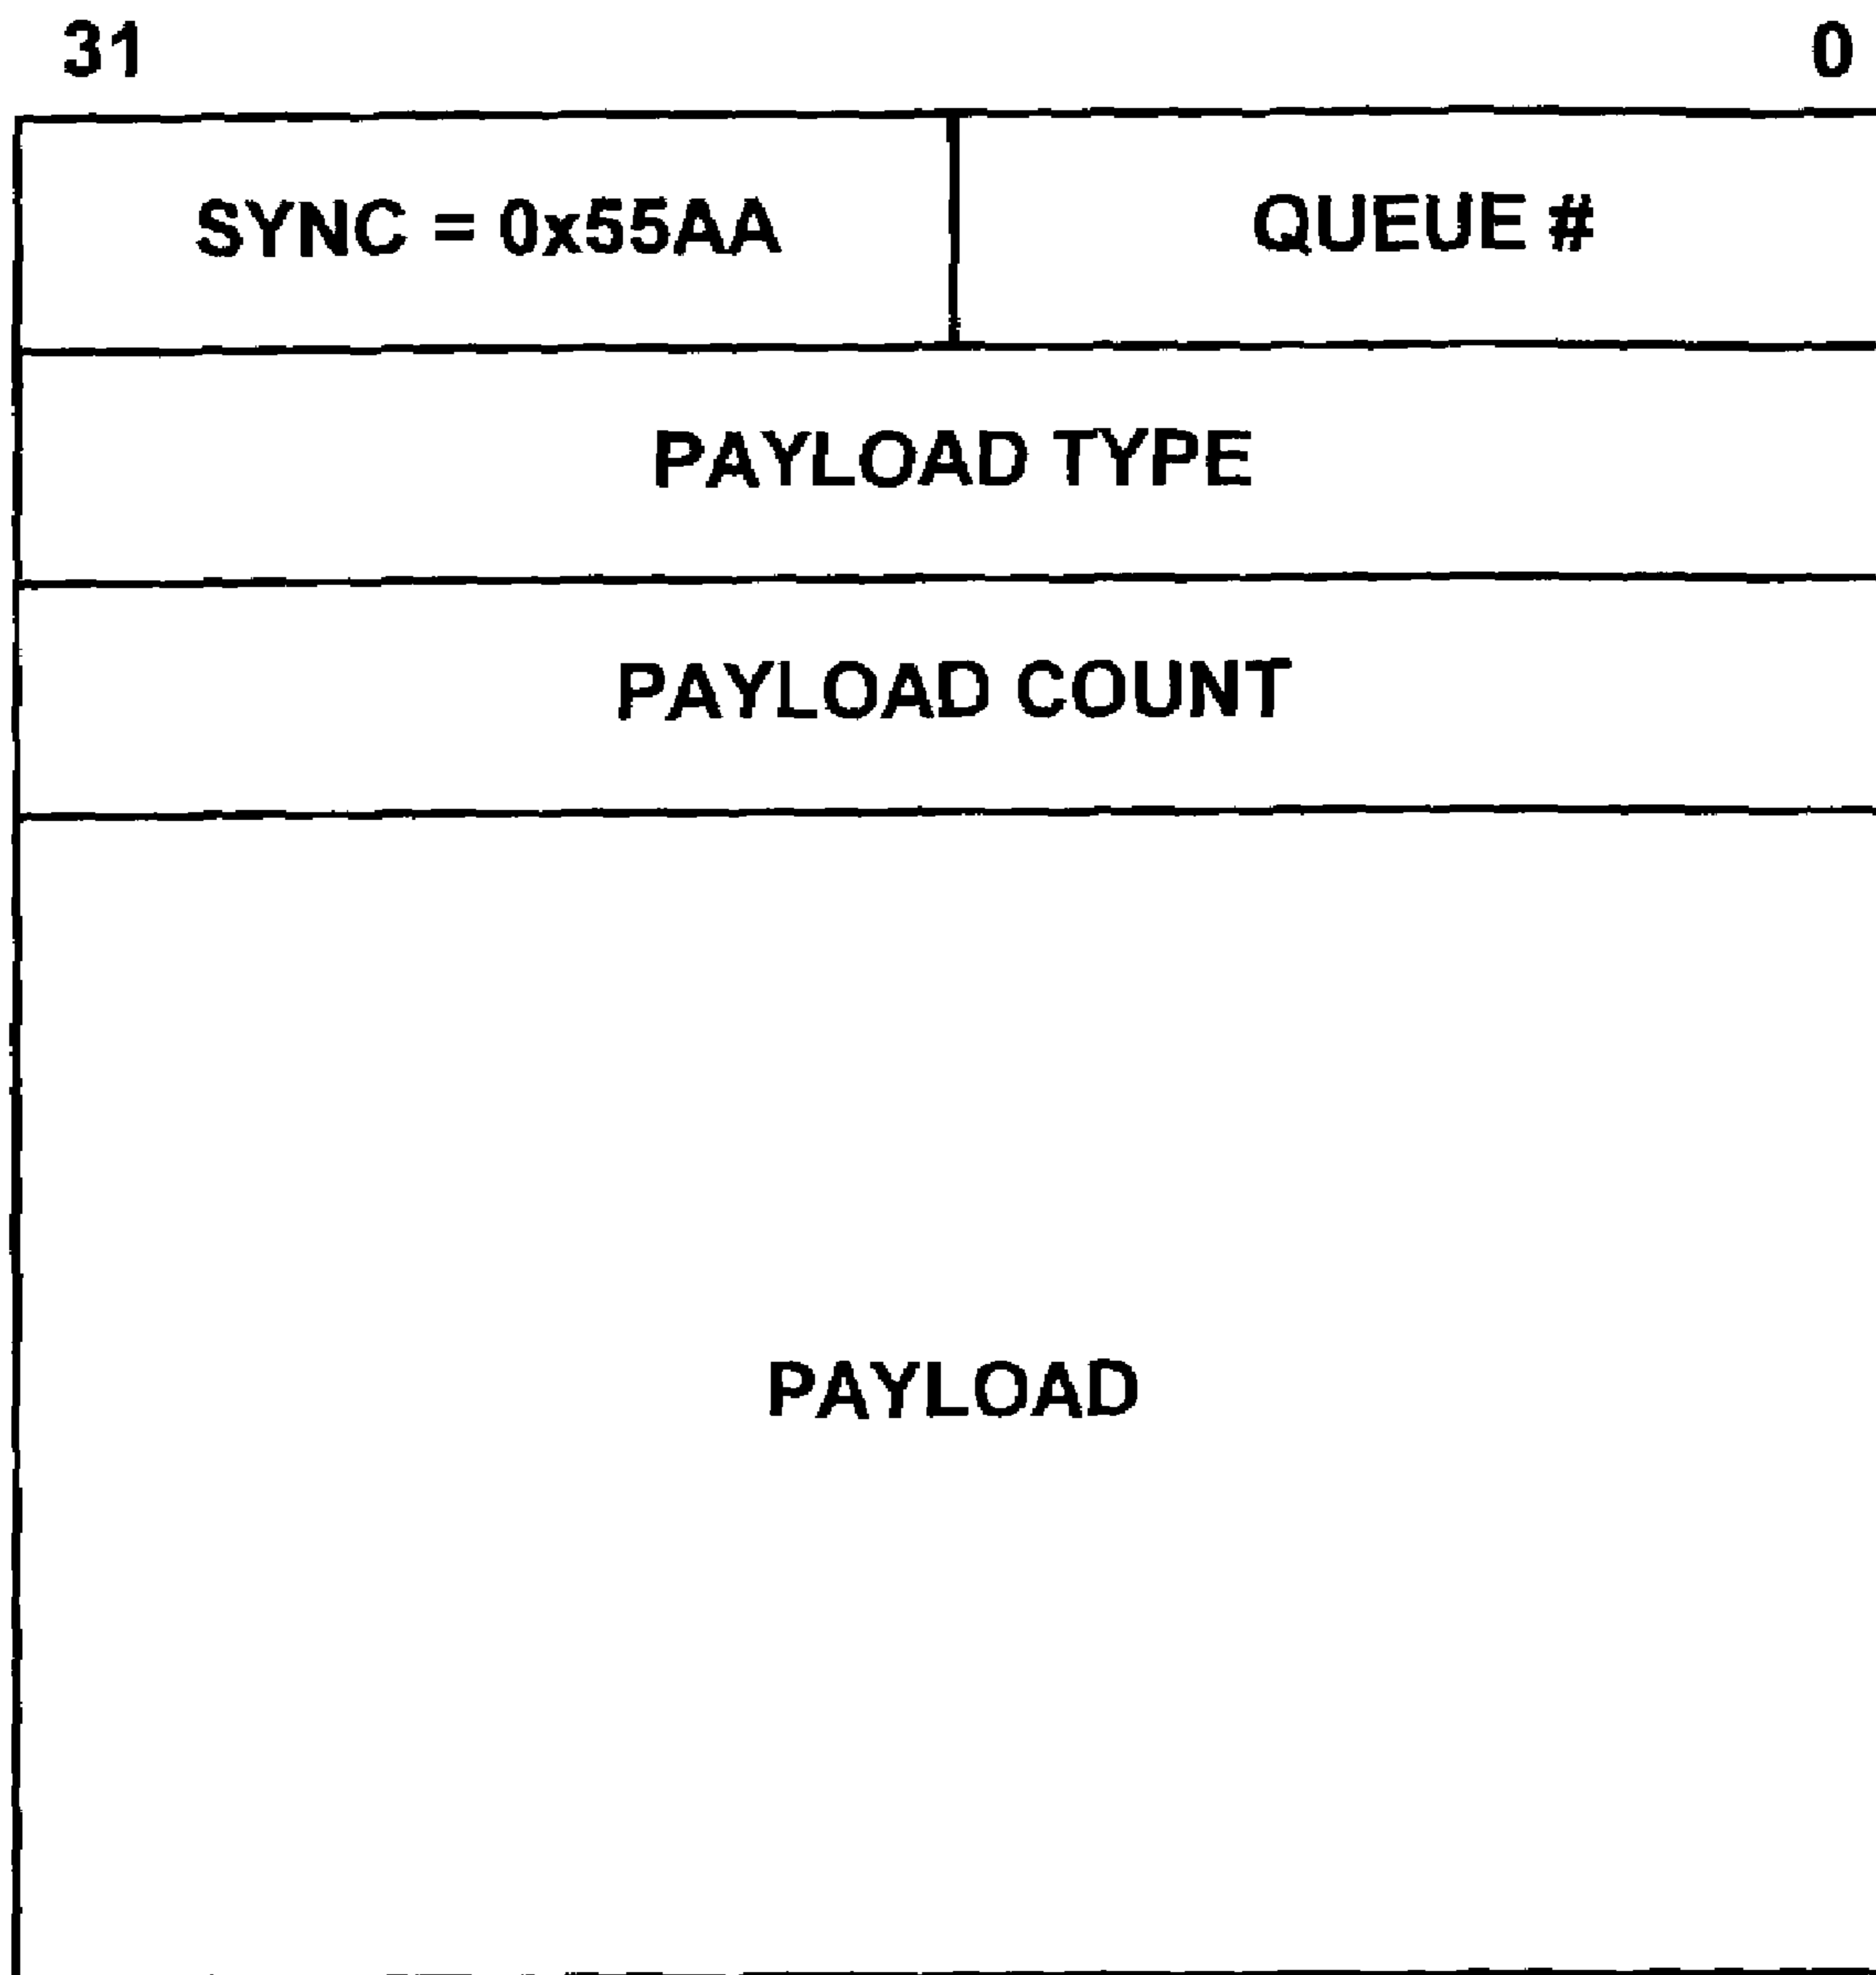 31 0
SYNC = 0x55AA QUEUE #
PAYLOAD TYPE
PAYLOAD COUNT
PAYLOAD